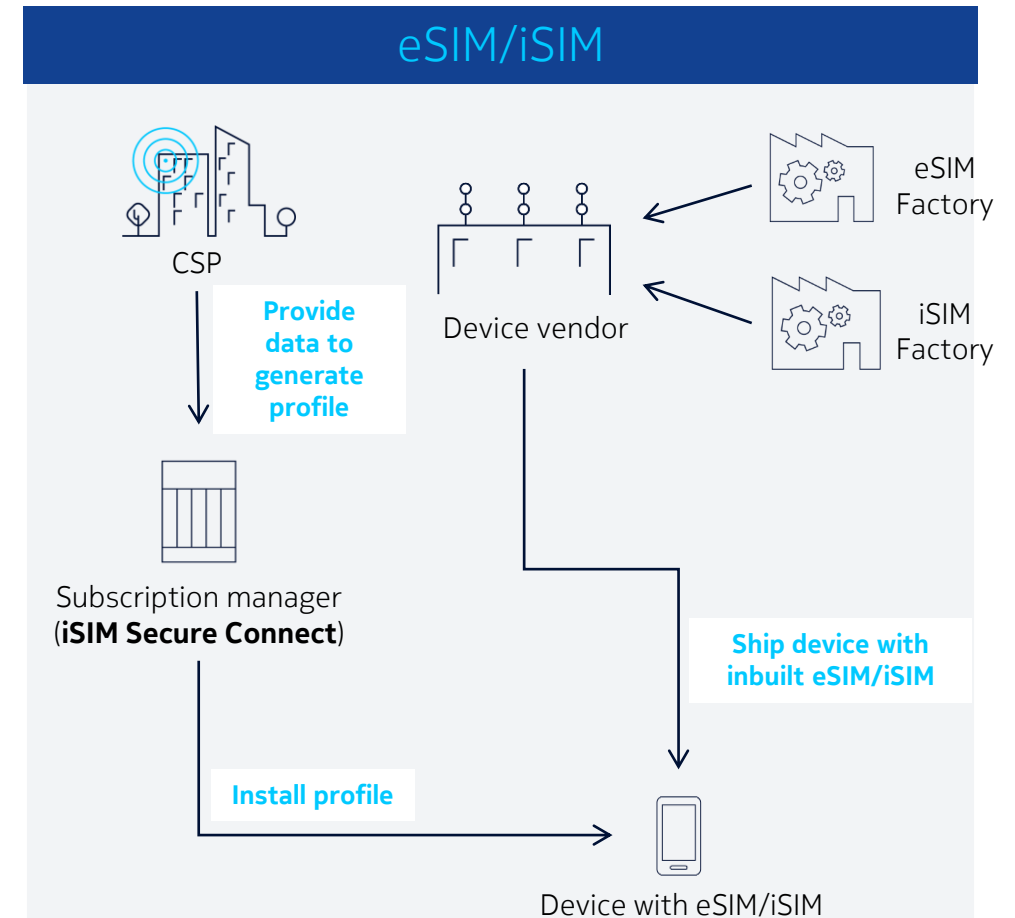 eSIM/iSIM
CSP
eSIM
Factory
Provide
data to
generate
profile
Device vendor
iSIM
Factory
Subscription manager
(iSIM Secure Connect)
Ship device with
inbuilt eSIM/iSIM
Install profile
Device with eSIM/iSIM